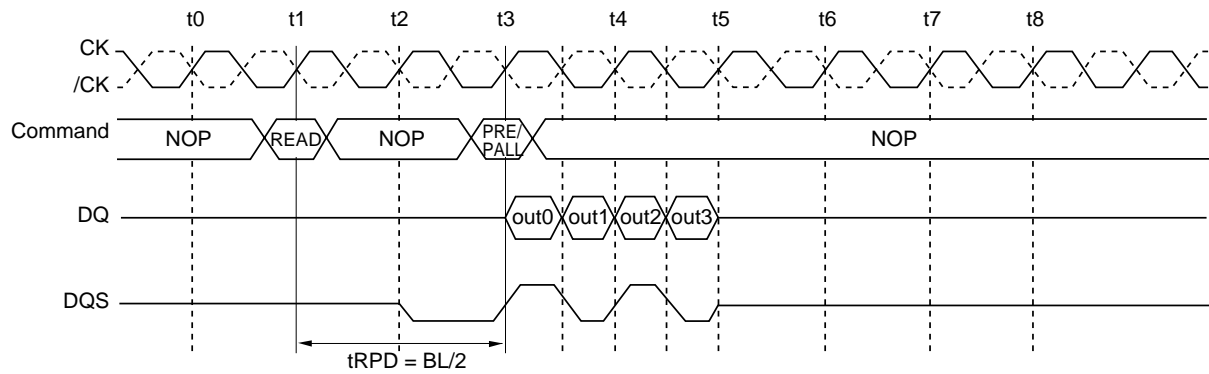 t0 t1 t2 t3 t4 t5 t6 t7 t8
CK
/CK
Command NOP READ NOP PRE/ PALL NOP
DQ out0 out1 out2 out3
DQS
tRPD = BL/2